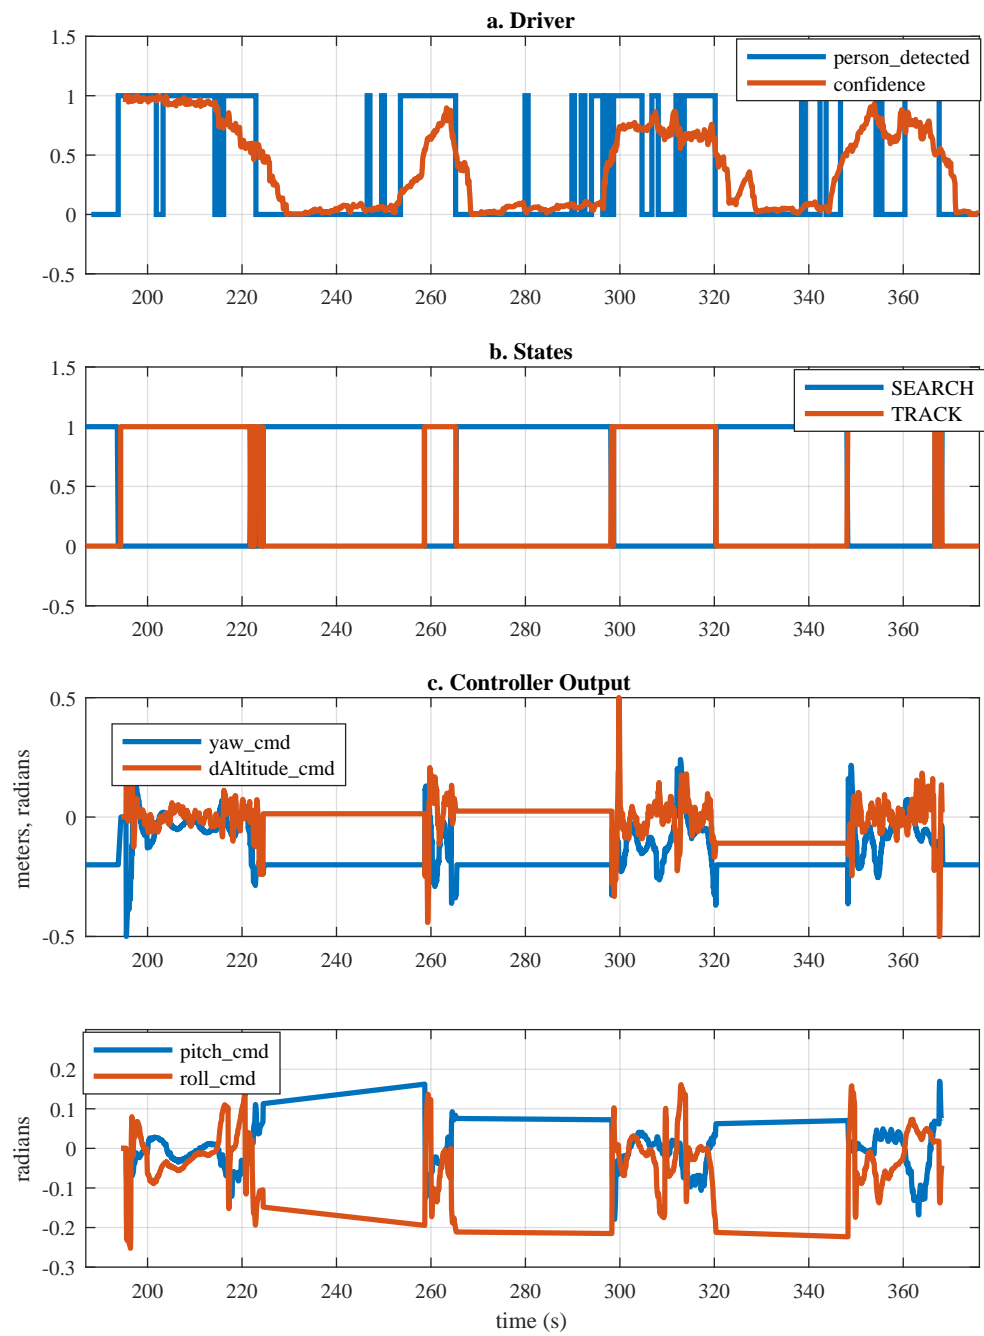 a. Driver
1.5
1
0.5
0
-0.5
person_detected
confidence
200 220 240 260 280 300 320 340 360
b. States
1.5
1
0.5
0
-0.5
SEARCH
TRACK
200 220 240 260 280 300 320 340 360
c. Controller Output
meters, radians
0.5
0
-0.5
yaw_cmd
dAltitude_cmd
200 220 240 260 280 300 320 340 360
radians
0.2
0.1
0
-0.1
-0.2
-0.3
pitch_cmd
roll_cmd
200 220 240 260 280 300 320 340 360
time (s)